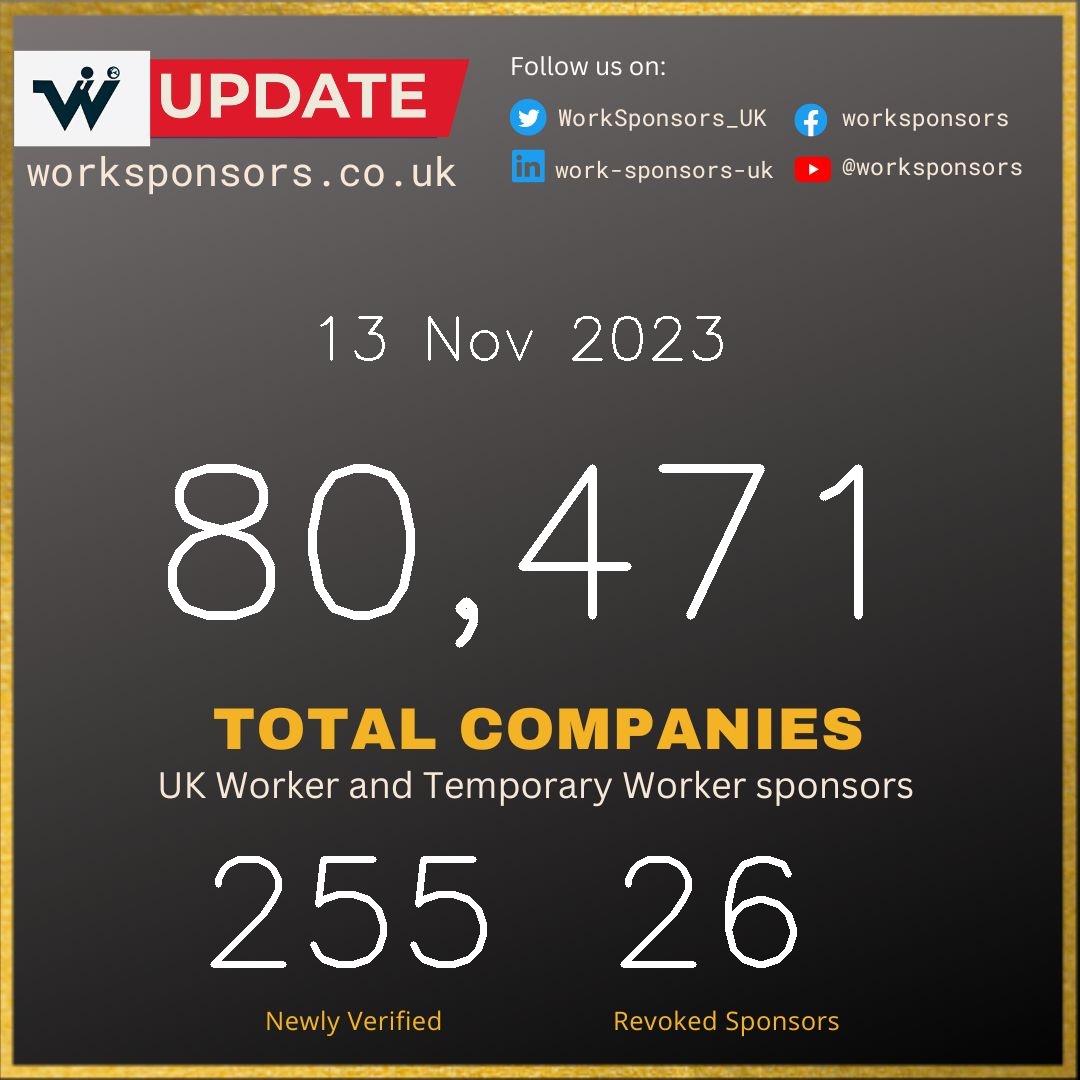 UPDATE
worksponsors.co.uk
Follow us on:
WorkSponsors_UK
worksponsors
work-sponsors-uk
@worksponsors
13 Nov 2023
80,471
TOTAL COMPANIES
UK Worker and Temporary Worker sponsors
255 26
Newly Verified Revoked Sponsors